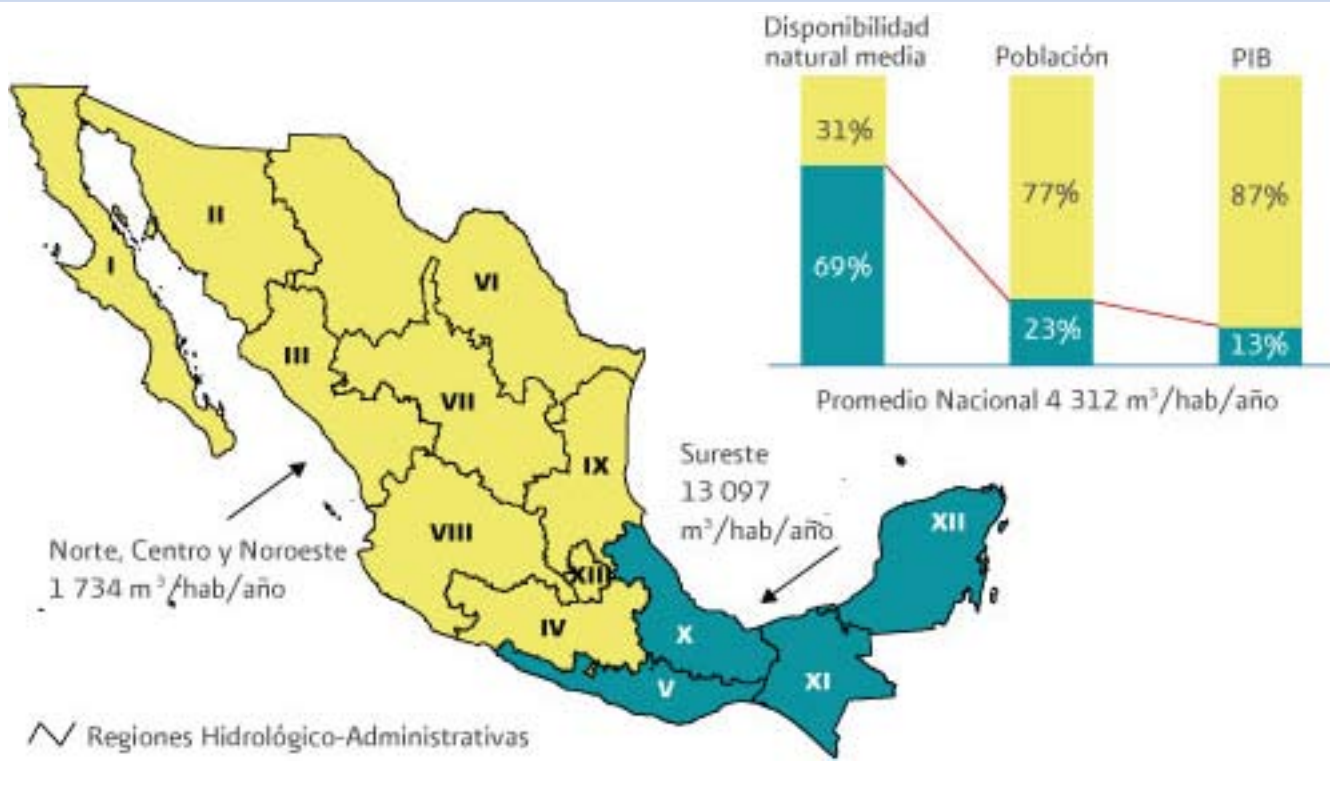 Disponibilidad
natural media
Población
PIB
31%
77%
87%
69%
23%
13%
Promedio Nacional 4 312 m³/hab/año
II
I
VI
III
VII
IX
Sureste
13 097
m³/hab/año
XII
VIII
Norte, Centro y Noroeste
1 734 m³/hab/año
XIII
IV
X
XI
V
Regiones Hidrológico-Administrativas